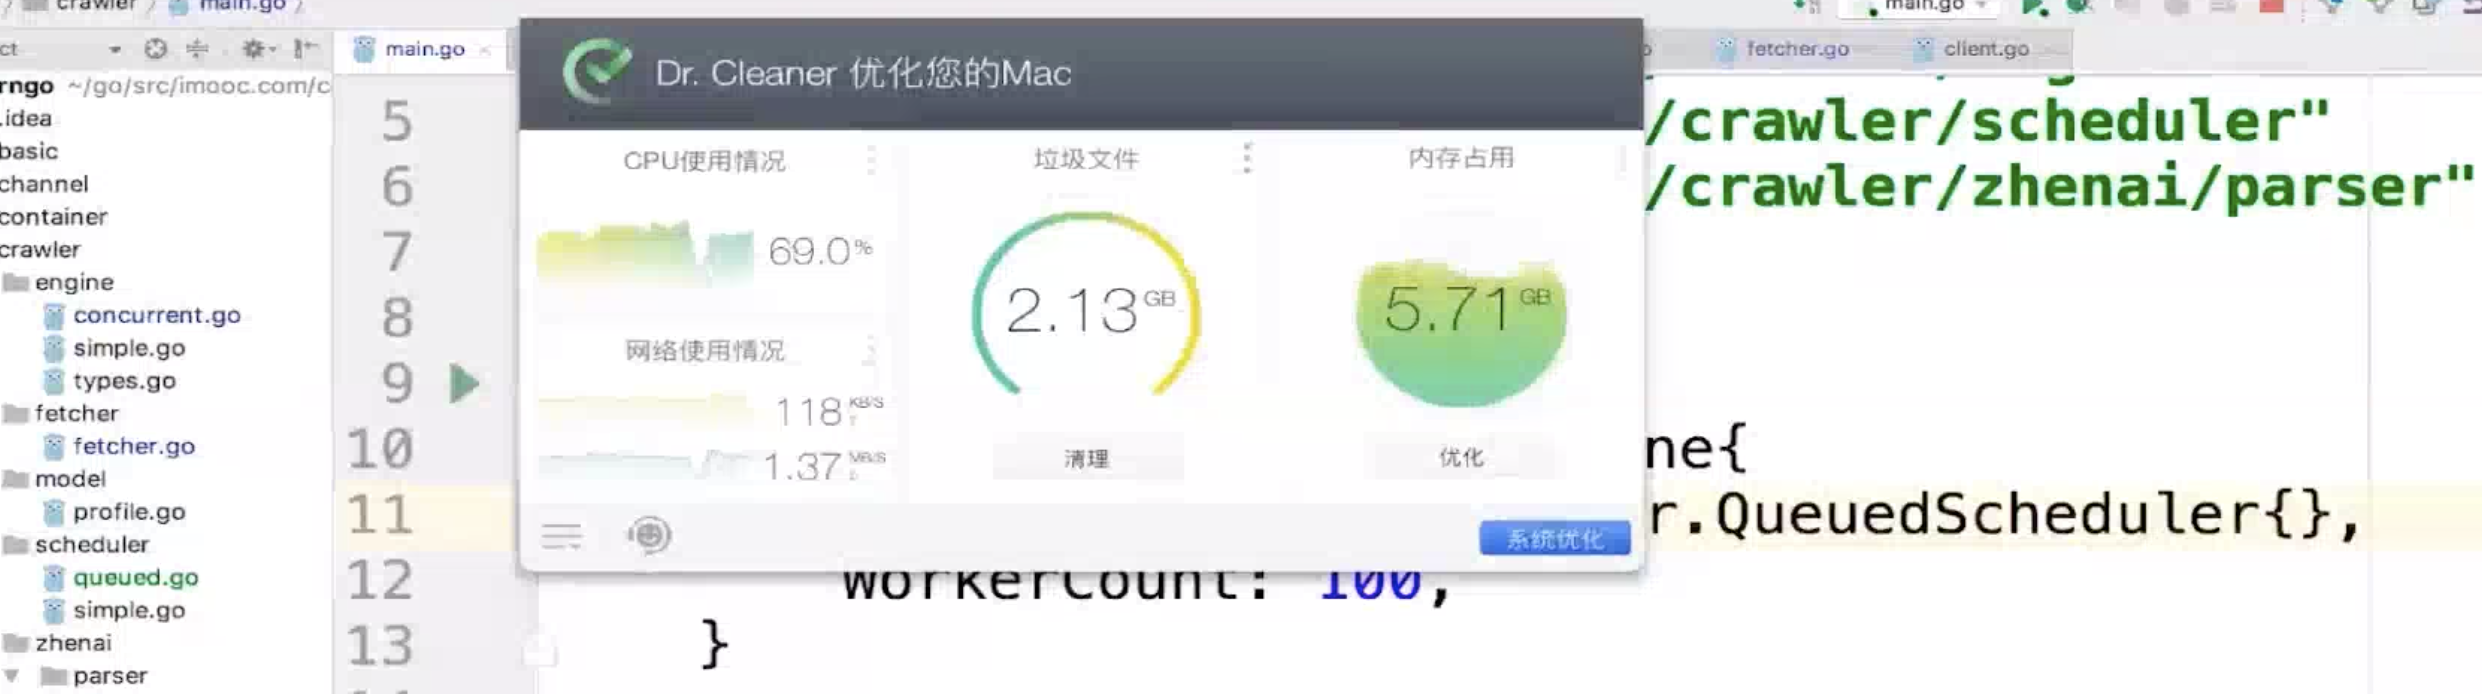 crawler main.go
main.go
ct
main.go
fetcher.go
client.go
rngo ~/go/src/imooc.com/c
.idea
basic
channel
container
crawler
engine
concurrent.go
simple.go
types.go
fetcher
fetcher.go
model
profile.go
scheduler
queued.go
simple.go
zhenai
parser
Dr. Cleaner 优化您的Mac
CPU使用情况
69.0%
网络使用情况
118 KB/S
1.37 MB/S
垃圾文件
2.13 GB
清理
内存占用
5.71 GB
优化
系统优化
5 /crawler/scheduler"
6 /crawler/zhenai/parser"
7
8
9
10 ne{
11 r.QueuedScheduler{},
12 WorkerCount: 100,
13 }